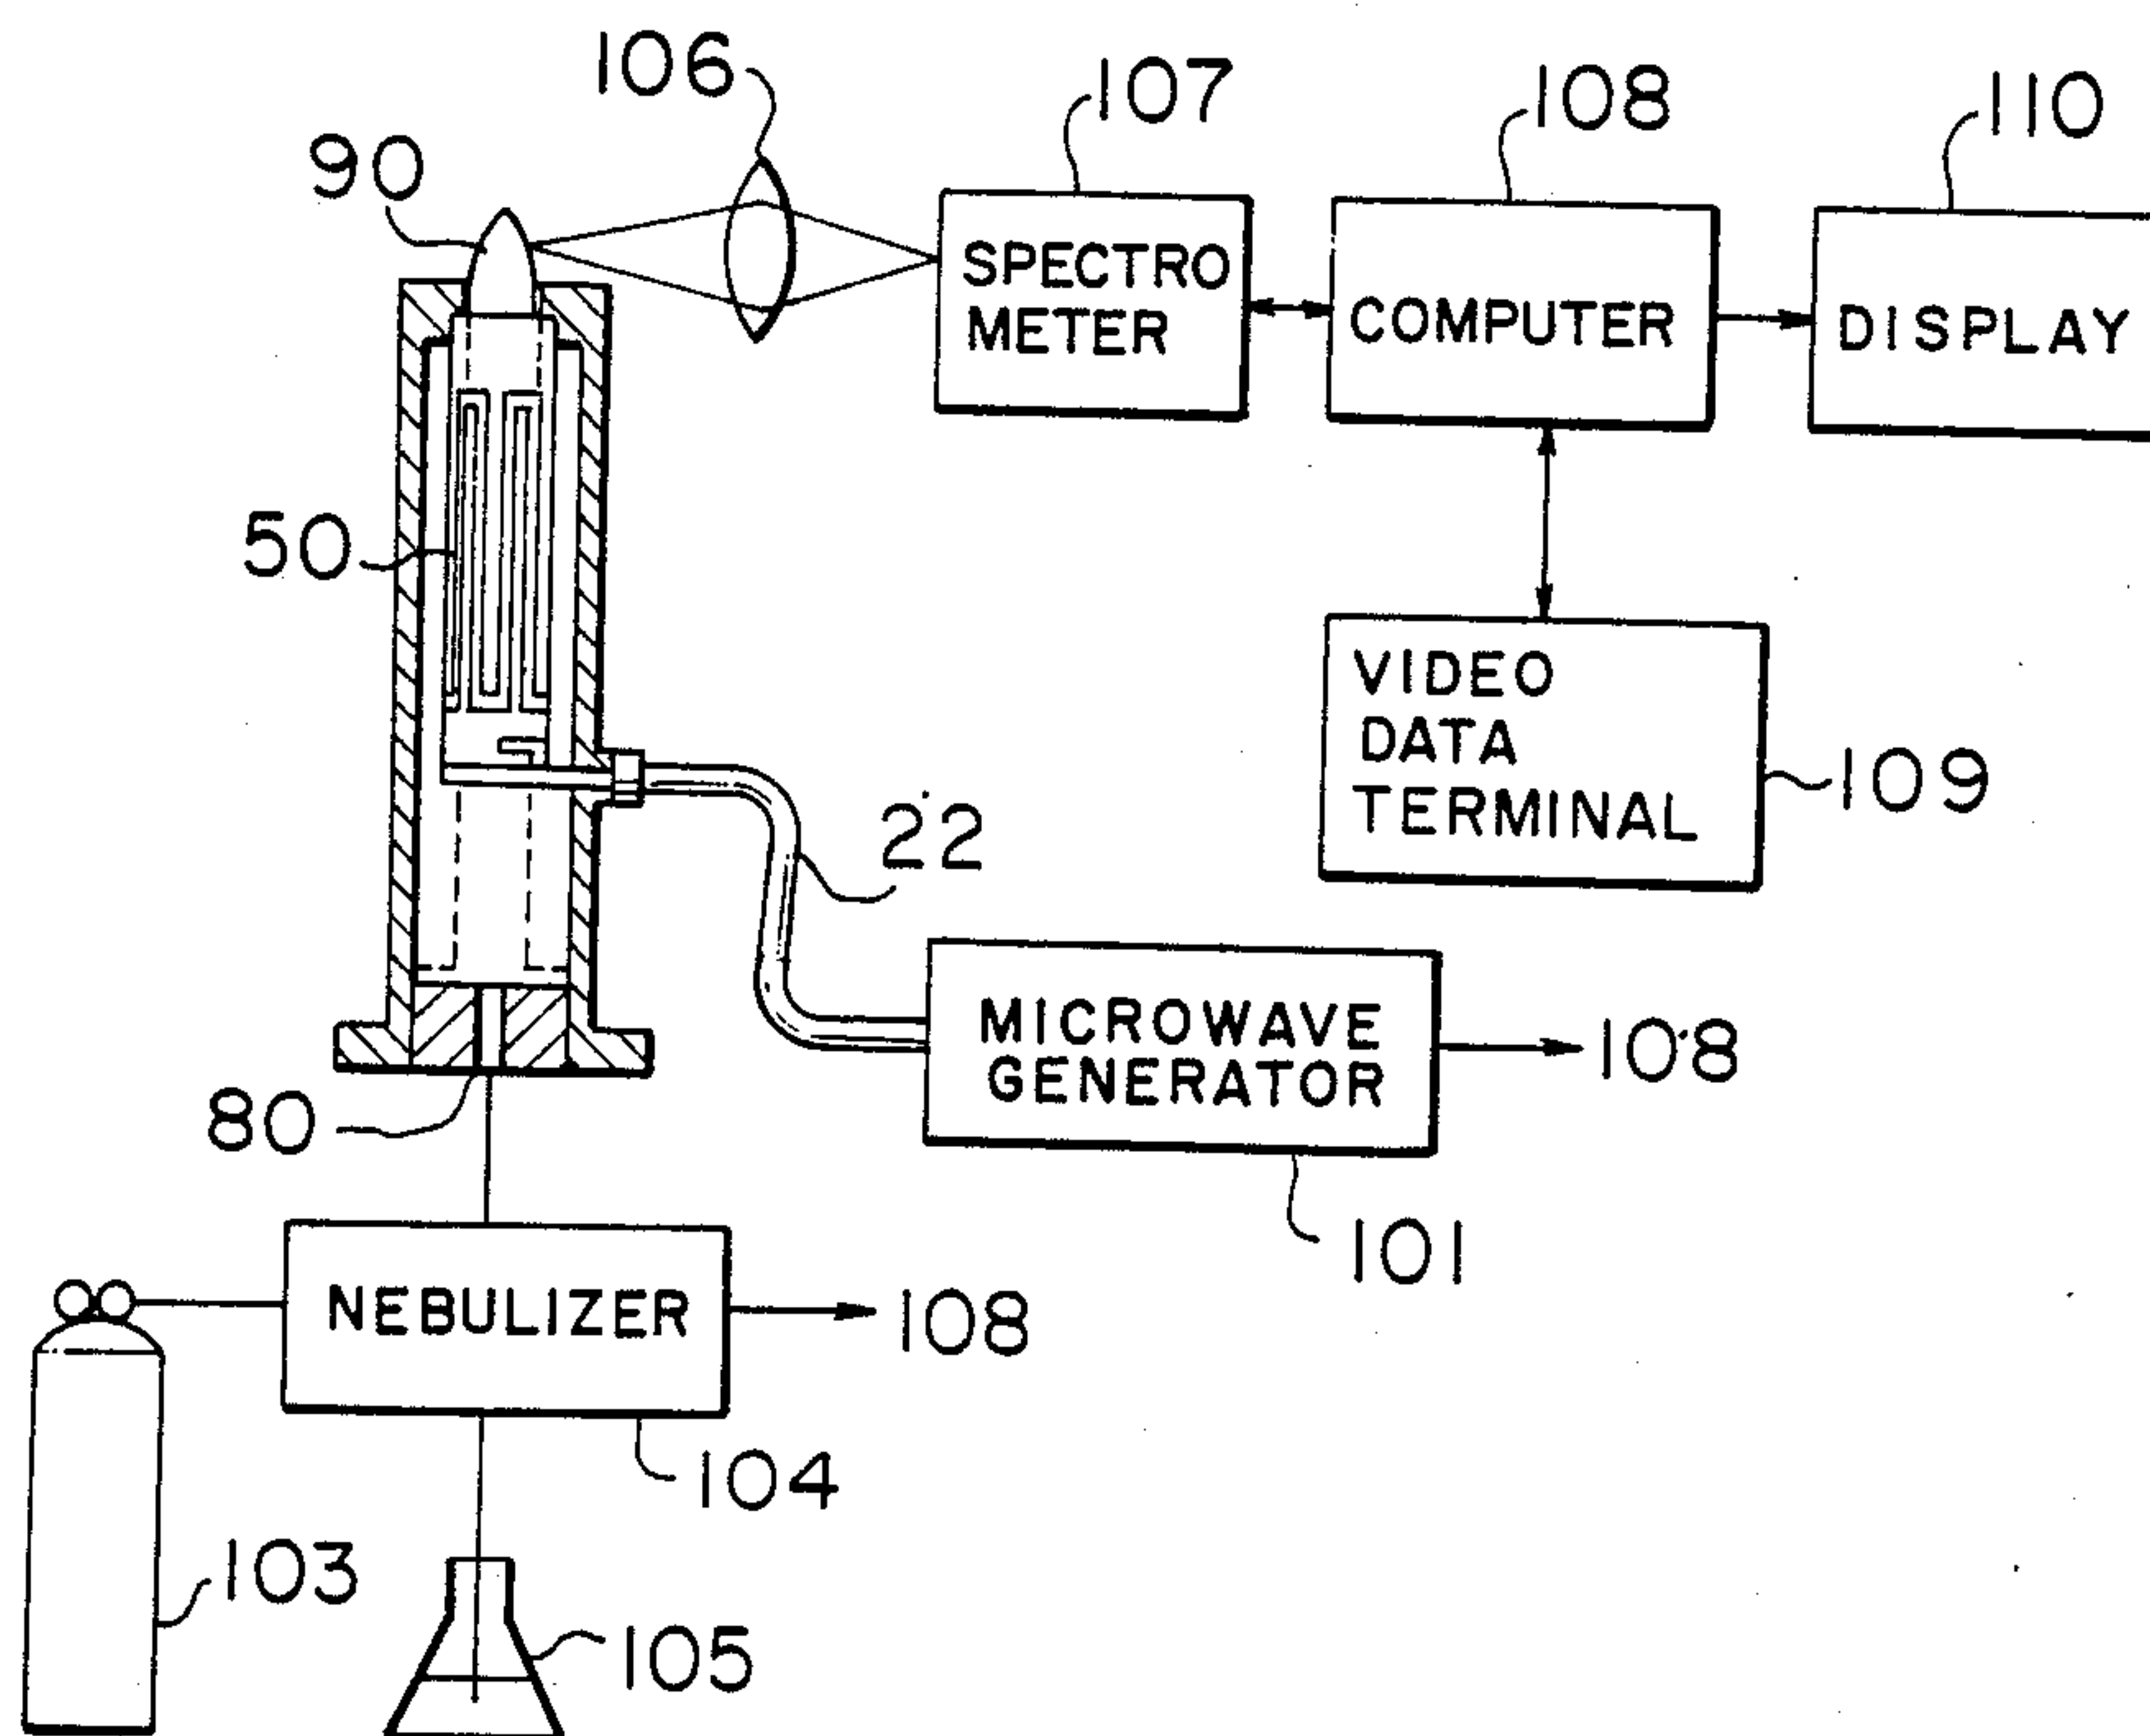 106
107
108
110
90
SPECTRO
METER
COMPUTER
DISPLAY
50
VIDEO
DATA
TERMINAL
109
22
MICROWAVE
GENERATOR
108
80
101
NEBULIZER
108
104
103
105